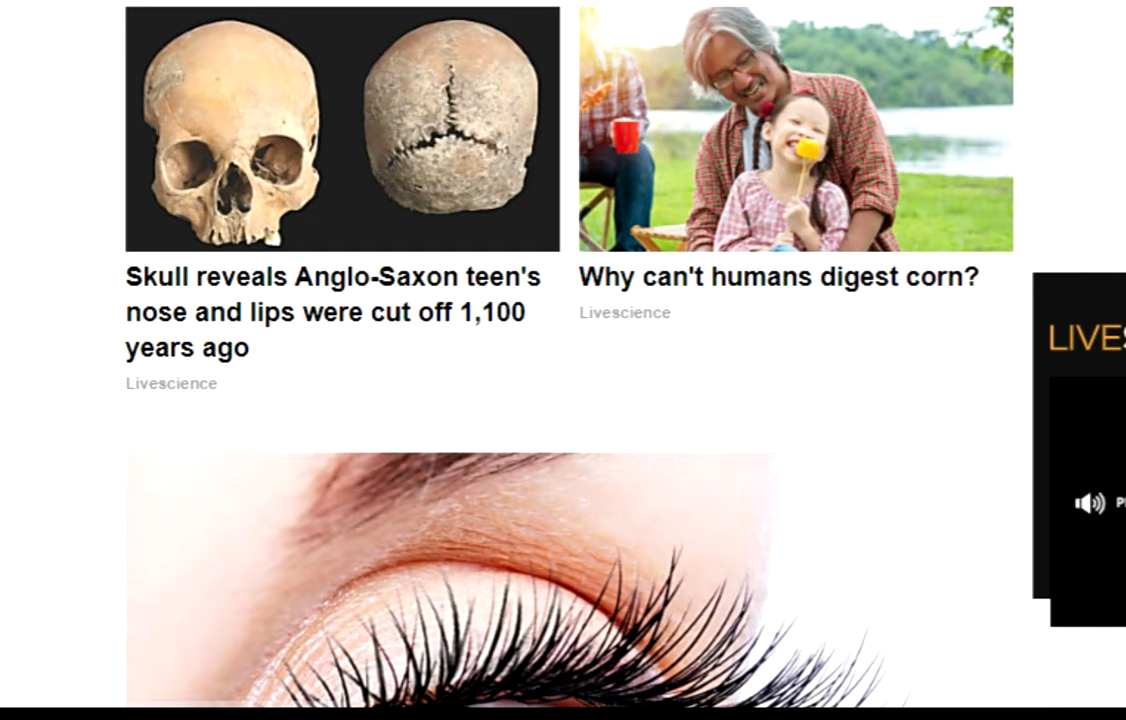 Skull reveals Anglo-Saxon teen's
nose and lips were cut off 1,100
years ago
Livescience
Why can't humans digest corn?
Livescience
LIVE